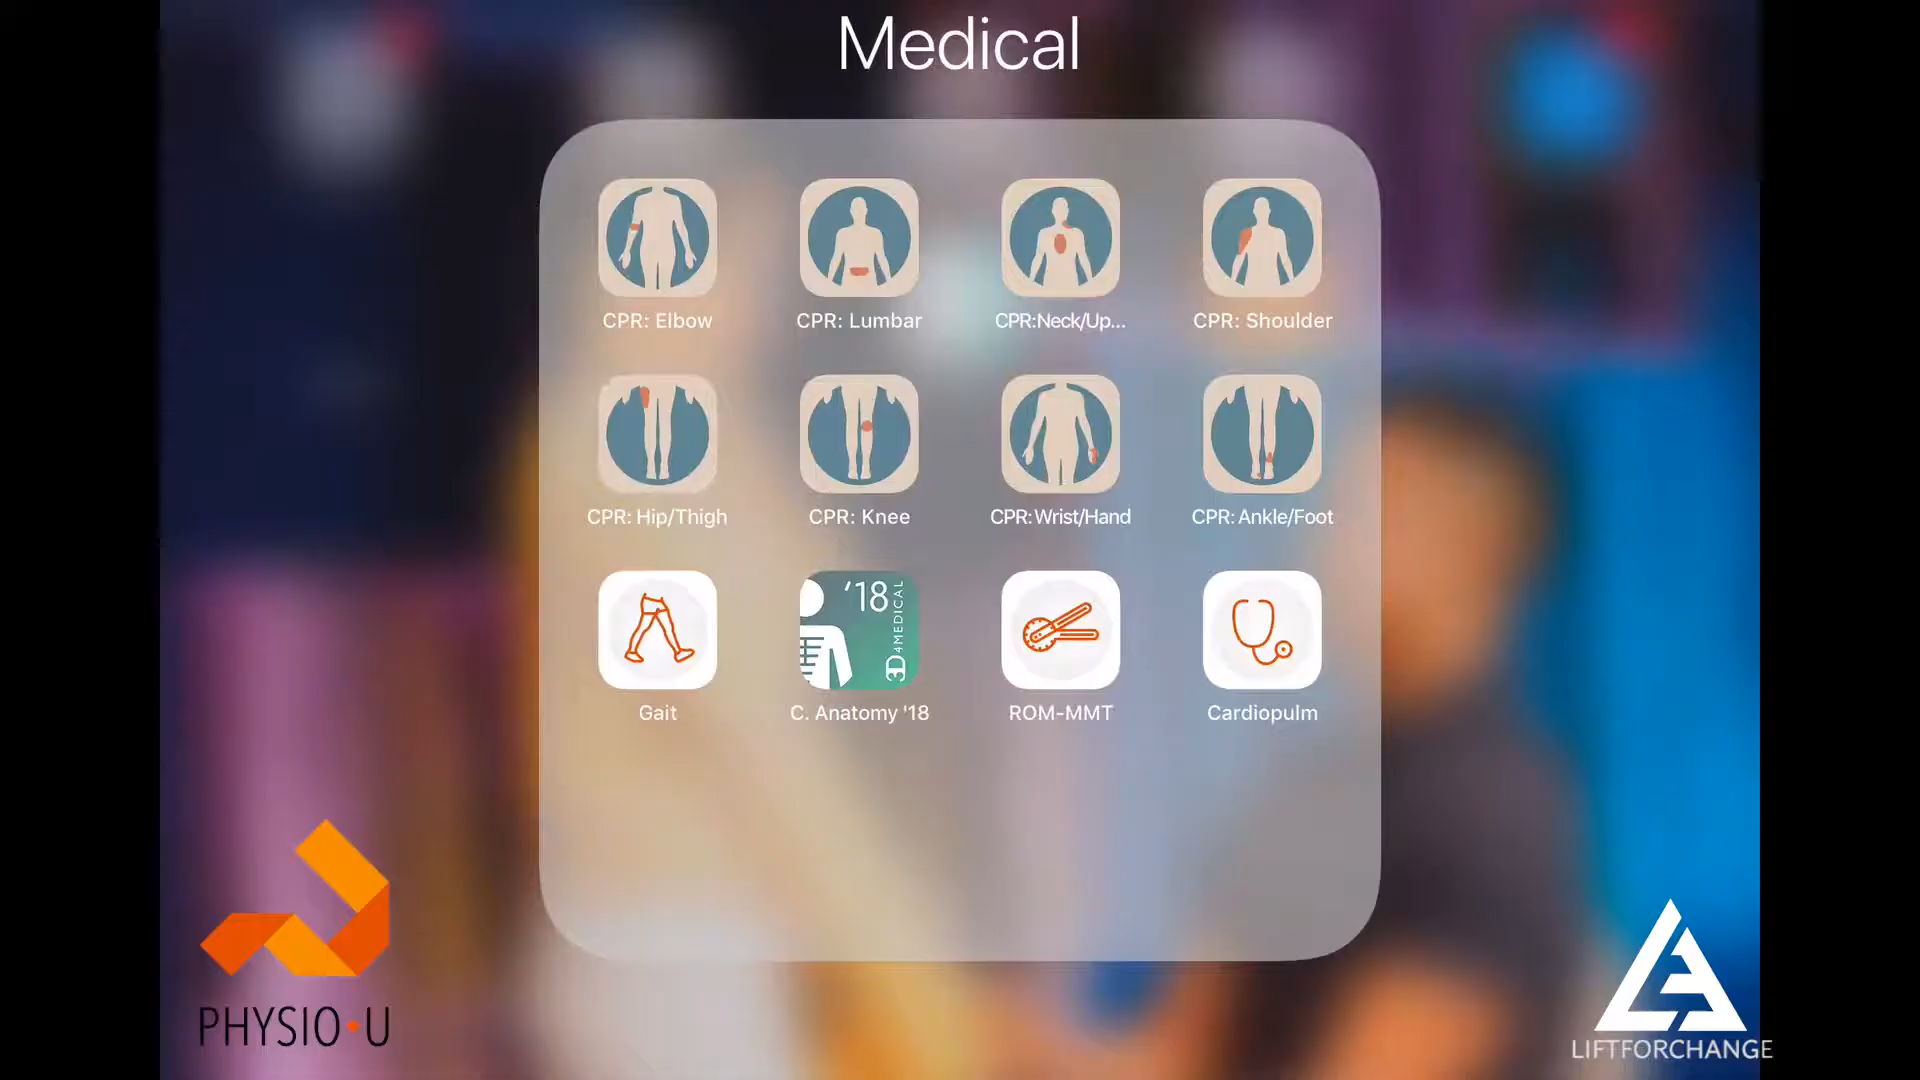 Medical
CPR: Elbow
CPR: Lumbar
CPR:Neck/Up...
CPR: Shoulder
CPR: Hip/Thigh
CPR: Knee
CPR: Wrist/Hand
CPR: Ankle/Foot
'18
3D4MEDICAL
Gait
C. Anatomy '18
ROM-MMT
Cardiopulm
PHYSIO•U
LIFTFORCHANGE